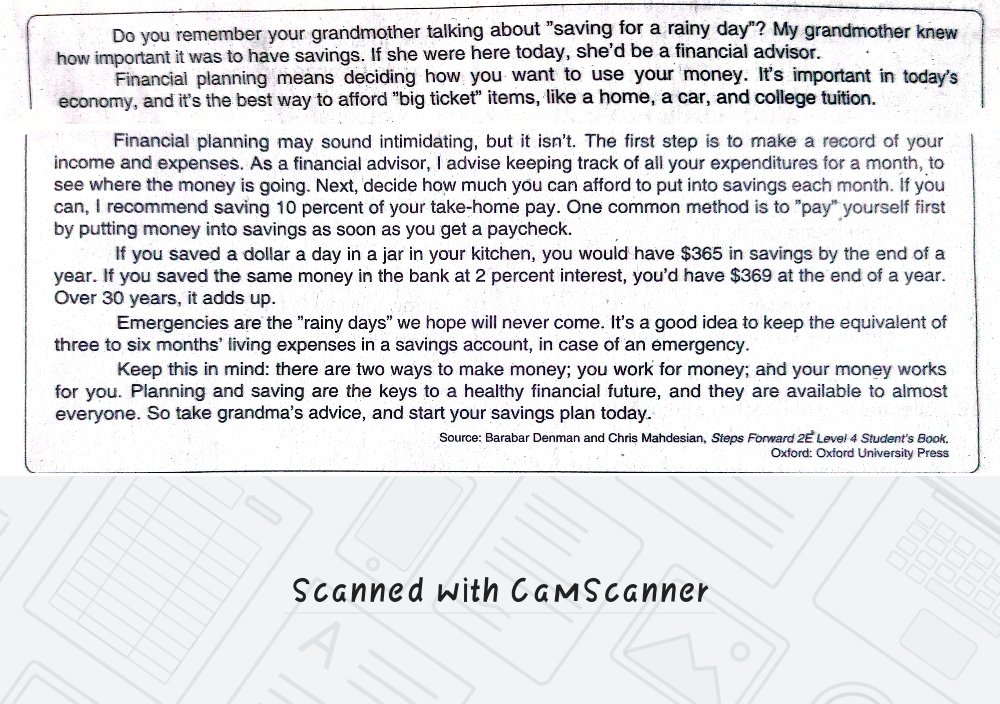 Do you remember your grandmother talking about "saving for a rainy day"? My grandmother knew
how important it was to have savings. If she were here today, she'd be a financial advisor.
Financial planning means deciding how you want to use your money. It's important in today's
economy, and it's the best way to afford "big ticket" items, like a home, a car, and college tuition.
Financial planning may sound intimidating, but it isn't. The first step is to make a record of your
income and expenses. As a financial advisor, I advise keeping track of all your expenditures for a month, to
see where the money is going. Next, decide how much you can afford to put into savings each month. If you
can, I recommend saving 10 percent of your take-home pay. One common method is to "pay" yourself first
by putting money into savings as soon as you get a paycheck.
If you saved a dollar a day in a jar in your kitchen, you would have $365 in savings by the end of a
year. If you saved the same money in the bank at 2 percent interest, you'd have $369 at the end of a year.
Over 30 years, it adds up.
Emergencies are the "rainy days" we hope will never come. It's a good idea to keep the equivalent of
three to six months' living expenses in a savings account, in case of an emergency.
Keep this in mind: there are two ways to make money; you work for money; and your money works
for you. Planning and saving are the keys to a healthy financial future, and they are available to almost
everyone. So take grandma's advice, and start your savings plan today.
Source: Barabar Denman and Chris Mahdesian, Steps Forward 2E Level 4 Student's Book,
Oxford: Oxford University Press
Scanned with CamScanner